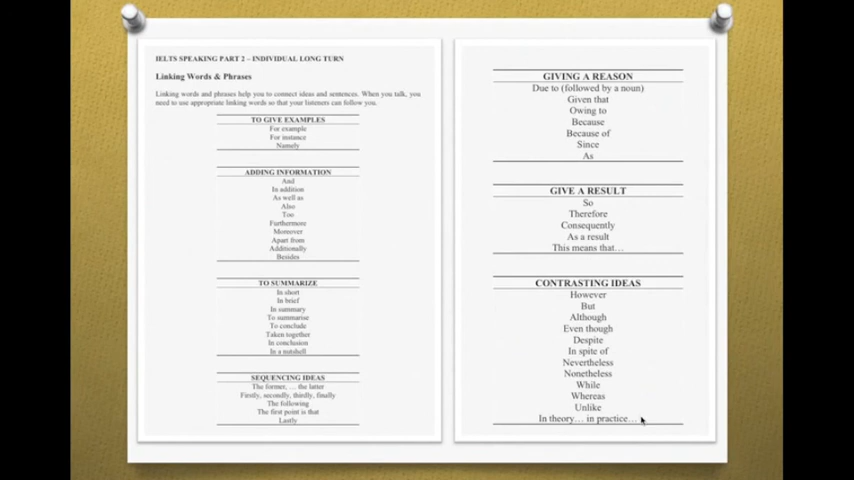 IELTS SPEAKING PART 2 – INDIVIDUAL LONG TURN
Linking Words & Phrases
Linking words and phrases help you to connect ideas and sentences. When you talk, you
need to use appropriate linking words so that your listeners can follow you.
TO GIVE EXAMPLES
For example
For instance
Namely
ADDING INFORMATION
And
In addition
As well as
Also
Too
Furthermore
Moreover
Apart from
Additionally
Besides
TO SUMMARIZE
In short
In brief
In summary
To summarise
To conclude
Taken together
In conclusion
In a nutshell
SEQUENCING IDEAS
The former, … the latter
Firstly, secondly, thirdly, finally
The following
The first point is that
Lastly
GIVING A REASON
Due to (followed by a noun)
Given that
Owing to
Because
Because of
Since
As
GIVE A RESULT
So
Therefore
Consequently
As a result
This means that…
CONTRASTING IDEAS
However
But
Although
Even though
Despite
In spite of
Nevertheless
Nonetheless
While
Whereas
Unlike
In theory… in practice…